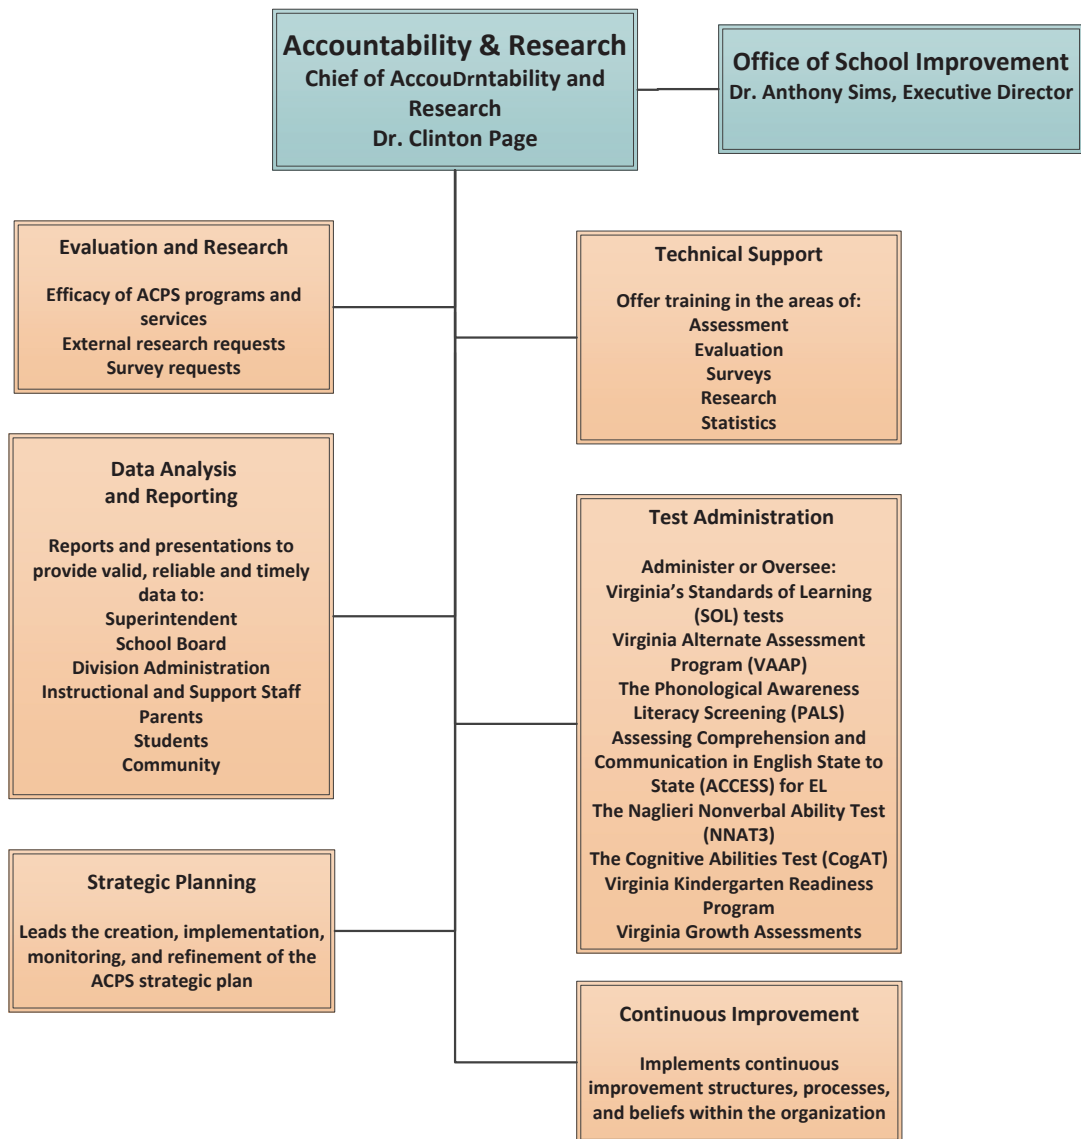 Accountability & Research
Chief of AccouDrntability and
Research
Dr. Clinton Page
Office of School Improvement
Dr. Anthony Sims, Executive Director
Evaluation and Research
Efficacy of ACPS programs and
services
External research requests
Survey requests
Technical Support
Offer training in the areas of:
Assessment
Evaluation
Surveys
Research
Statistics
Data Analysis
and Reporting
Reports and presentations to
provide valid, reliable and timely
data to:
Superintendent
School Board
Division Administration
Instructional and Support Staff
Parents
Students
Community
Test Administration
Administer or Oversee:
Virginia’s Standards of Learning
(SOL) tests
Virginia Alternate Assessment
Program (VAAP)
The Phonological Awareness
Literacy Screening (PALS)
Assessing Comprehension and
Communication in English State to
State (ACCESS) for EL
The Naglieri Nonverbal Ability Test
(NNAT3)
The Cognitive Abilities Test (CogAT)
Virginia Kindergarten Readiness
Program
Virginia Growth Assessments
Strategic Planning
Leads the creation, implementation,
monitoring, and refinement of the
ACPS strategic plan
Continuous Improvement
Implements continuous
improvement structures, processes,
and beliefs within the organization